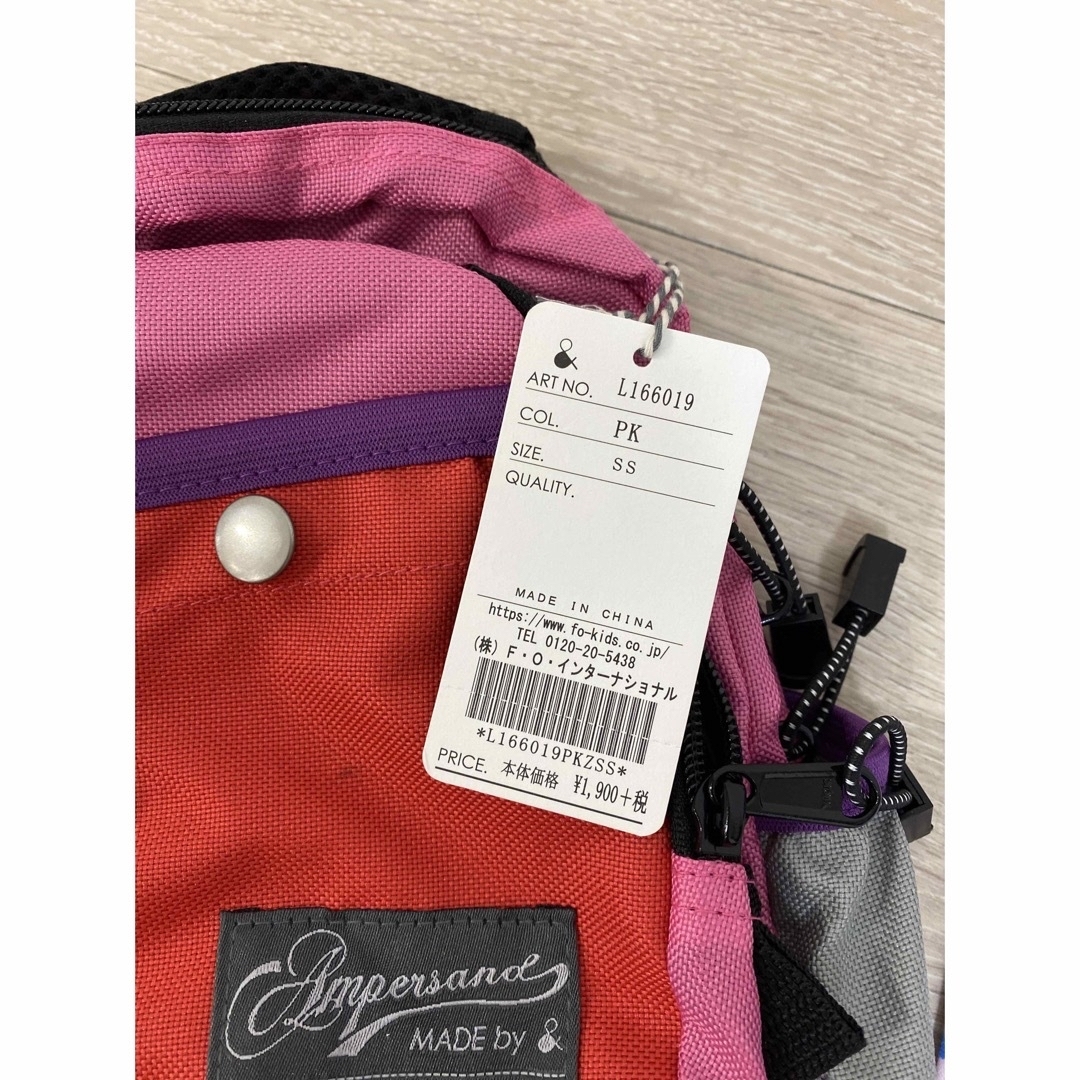 &
ART NO. L166019
COL. PK
SIZE. SS
QUALITY.
MADE IN CHINA
https://www.fo-kids.co.jp/
TEL 0120-20-5438
(株) F・O・インターナショナル
*L166019PKZSS*
PRICE. 本体価格 ¥1,900+税
Ampersand
MADE by &